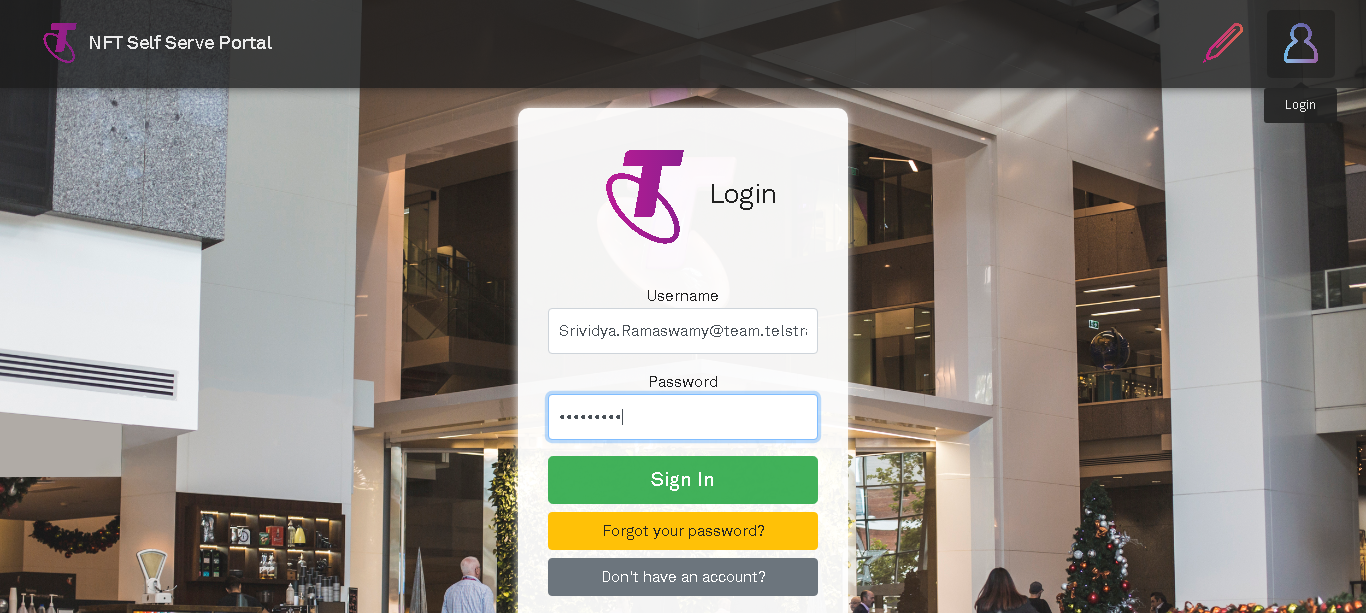 NFT Self Serve Portal
Login
Login
Username
Srividya.Ramaswamy@team.telstr
Password
•••••••••
Sign In
Forgot your password?
Don't have an account?